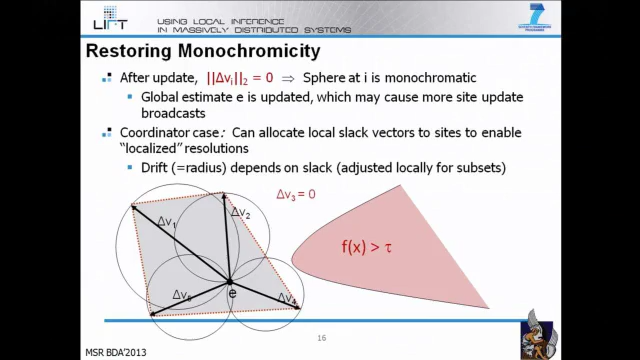 LIFT
USING LOCAL INFERENCE
IN MASSIVELY DISTRIBUTED SYSTEMS
7
Restoring Monochromicity
After update, ||Δvᵢ||₂ = 0 ⇒ Sphere at i is monochromatic
Global estimate e is updated, which may cause more site update
broadcasts
Coordinator case: Can allocate local slack vectors to sites to enable
“localized” resolutions
Drift (=radius) depends on slack (adjusted locally for subsets)
Δv₃ = 0
Δv₂
Δv₁
f(x) > τ
e
Δv₅
Δv₄
16
MSR BDA'2013